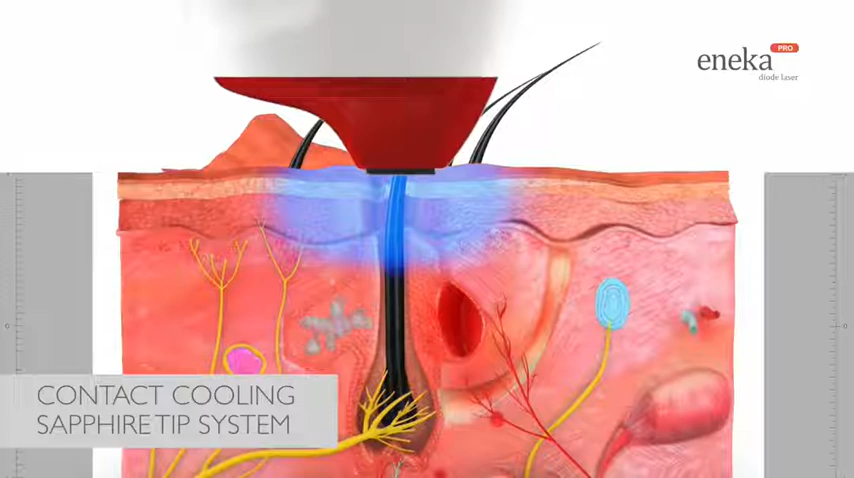 eneka PRO
diode laser
CONTACT COOLING
SAPPHIRE TIP SYSTEM